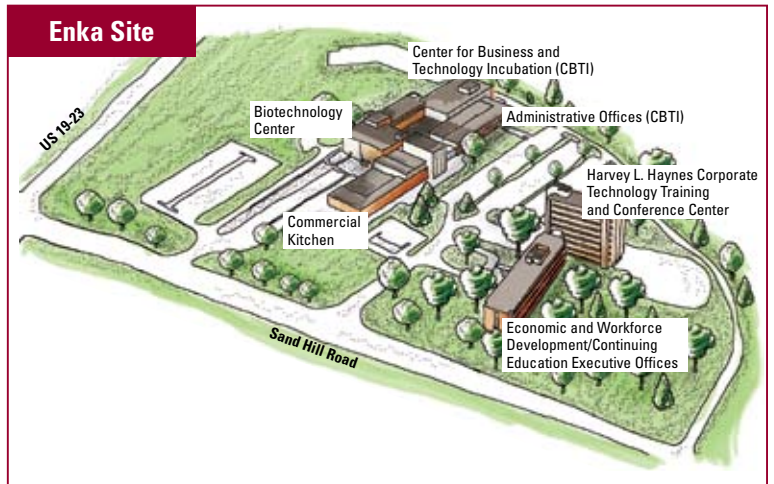 Enka Site
Center for Business and
Technology Incubation (CBTI)
US 19-23
Biotechnology
Center
Administrative Offices (CBTI)
Harvey L. Haynes Corporate
Technology Training
and Conference Center
Commercial
Kitchen
Sand Hill Road
Economic and Workforce
Development/Continuing
Education Executive Offices